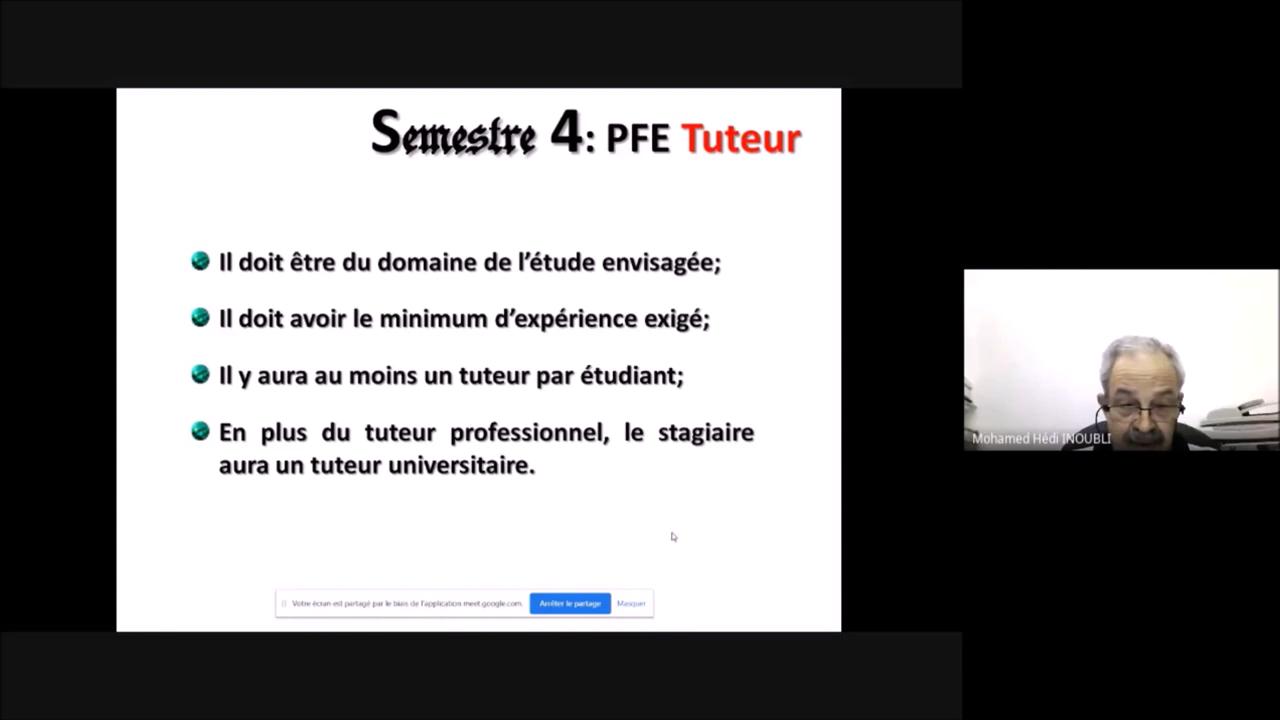 Semestre 4: PFE Tuteur
Il doit être du domaine de l’étude envisagée;
Il doit avoir le minimum d’expérience exigé;
Il y aura au moins un tuteur par étudiant;
En plus du tuteur professionnel, le stagiaire
aura un tuteur universitaire.
Votre écran est partagé par le biais de l'application meet.google.com. Arrêter le partage Masquer
Mohamed Hédi INOUBLI